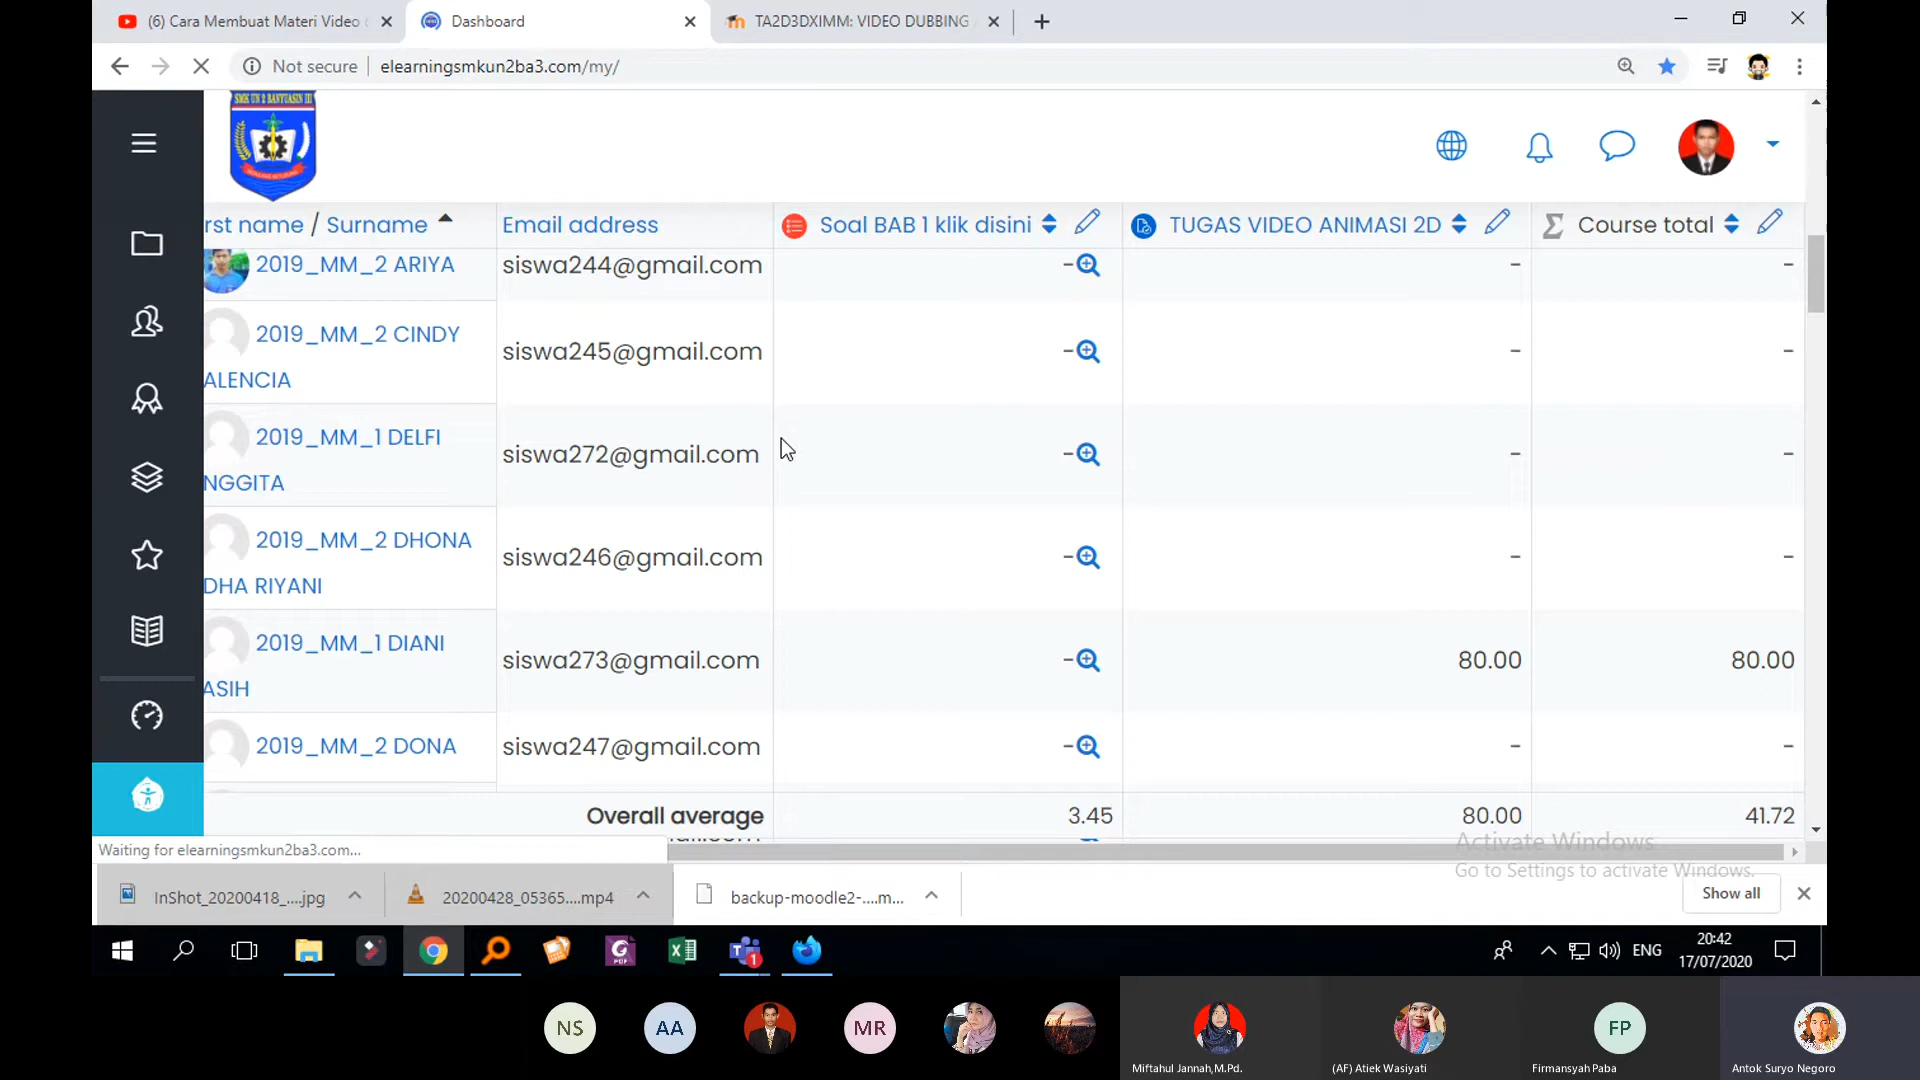 (6) Cara Membuat Materi Video
Dashboard
TA2D3DXIMM: VIDEO DUBBING
Not secure
elearningsmkun2ba3.com/my/
SMK UN 2 BANYUASIN III
rst name / Surname
Email address
Soal BAB 1 klik disini
TUGAS VIDEO ANIMASI 2D
Course total
2019_MM_2 ARIYA
siswa244@gmail.com
-
-
-
2019_MM_2 CINDY
ALENCIA
siswa245@gmail.com
-
-
-
2019_MM_1 DELFI
NGGITA
siswa272@gmail.com
-
-
-
2019_MM_2 DHONA
DHA RIYANI
siswa246@gmail.com
-
-
-
2019_MM_1 DIANI
ASIH
siswa273@gmail.com
-
80.00
80.00
2019_MM_2 DONA
siswa247@gmail.com
-
-
-
Overall average
3.45
80.00
41.72
Activate Windows
Go to Settings to activate Windows.
Waiting for elearningsmkun2ba3.com...
InShot_20200418_....jpg
20200428_05365....mp4
backup-moodle2-....m...
Show all
1
ENG
20:42
17/07/2020
NS
AA
MR
FP
Miftahul Jannah,M.Pd.
(AF) Atiek Wasiyati
Firmansyah Paba
Antok Suryo Negoro